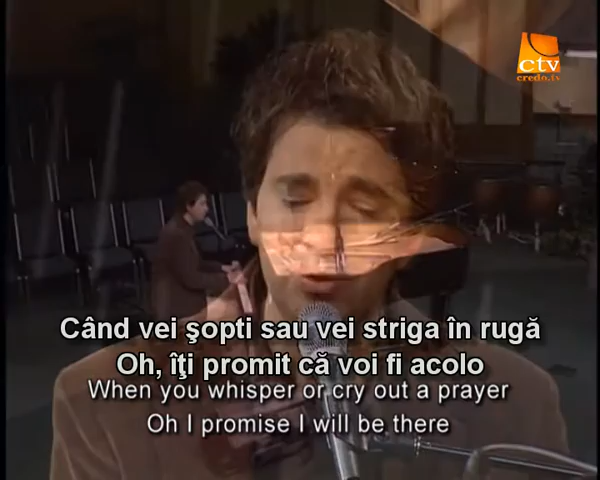 ctv
credo.tv
Când vei şopti sau vei striga în rugă
Oh, îţi promit că voi fi acolo
When you whisper or cry out a prayer
Oh I promise I will be there